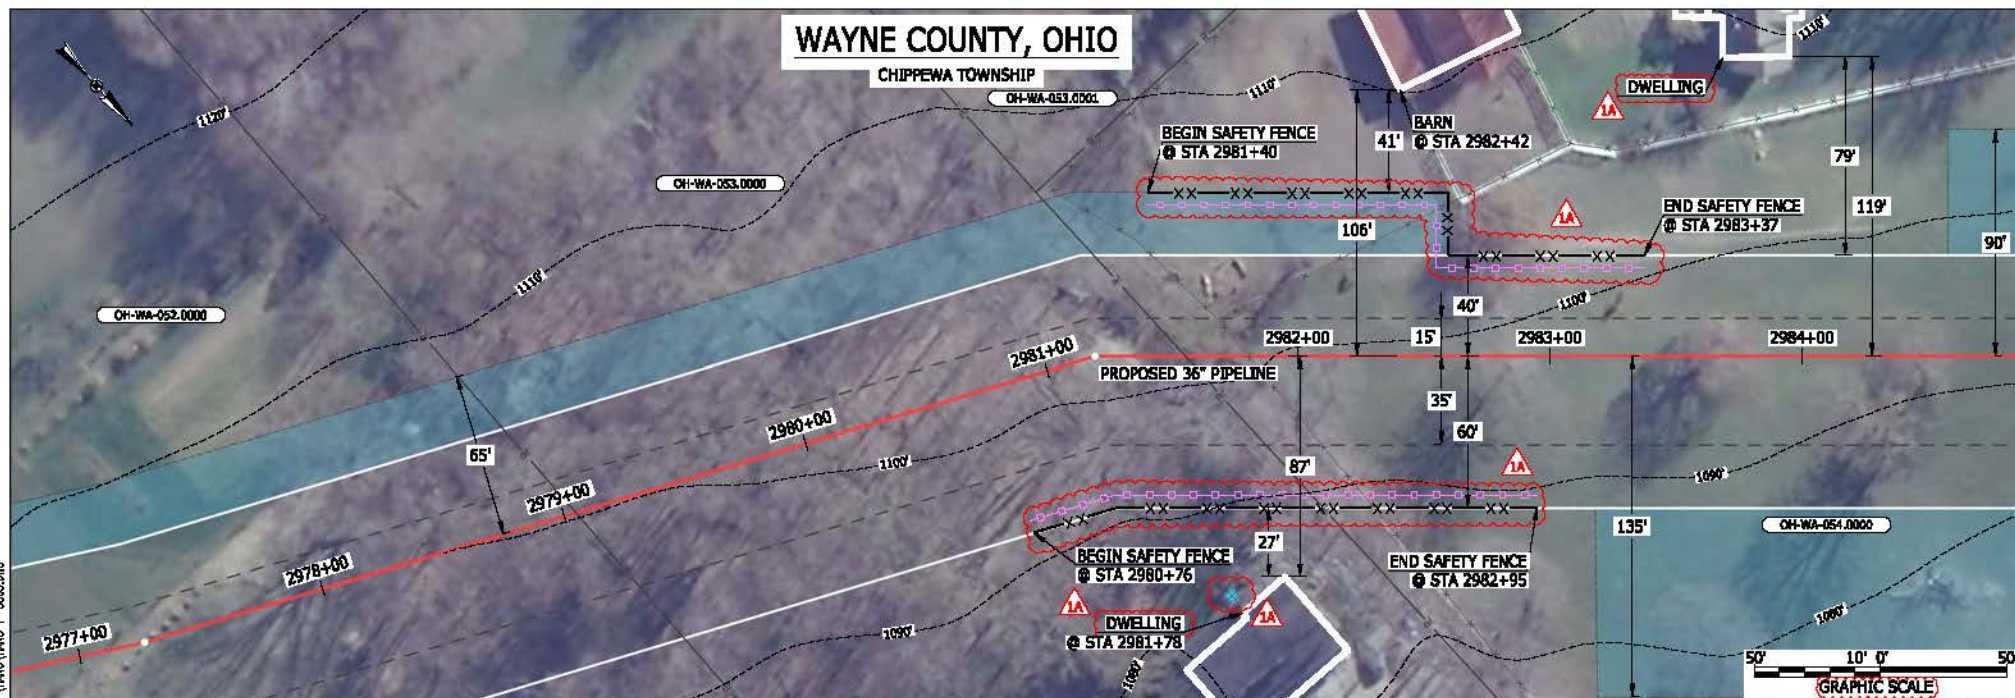 WAYNE COUNTY, OHIO
CHIPPEWA TOWNSHIP
OH-WA-053.0001
1110'
1120'
1110'
DWELLING
1A
BEGIN SAFETY FENCE
@ STA 2981+40
41'
BARN
@ STA 2982+42
79'
OH-WA-053.0000
106'
1A
END SAFETY FENCE
@ STA 2983+37
119'
90'
1110'
OH-WA-052.0000
40'
1100'
2982+00
15'
2983+00
2984+00
2981+00
PROPOSED 36" PIPELINE
35'
60'
2980+00
65'
1100'
87'
1A
1090'
2979+00
OH-WA-054.0000
135'
27'
BEGIN SAFETY FENCE
@ STA 2980+76
END SAFETY FENCE
@ STA 2982+95
2978+00
1A
1A
DWELLING
@ STA 2981+78
1080'
2977+00
1090'
1080'
50' 10' 0' 50'
GRAPHIC SCALE